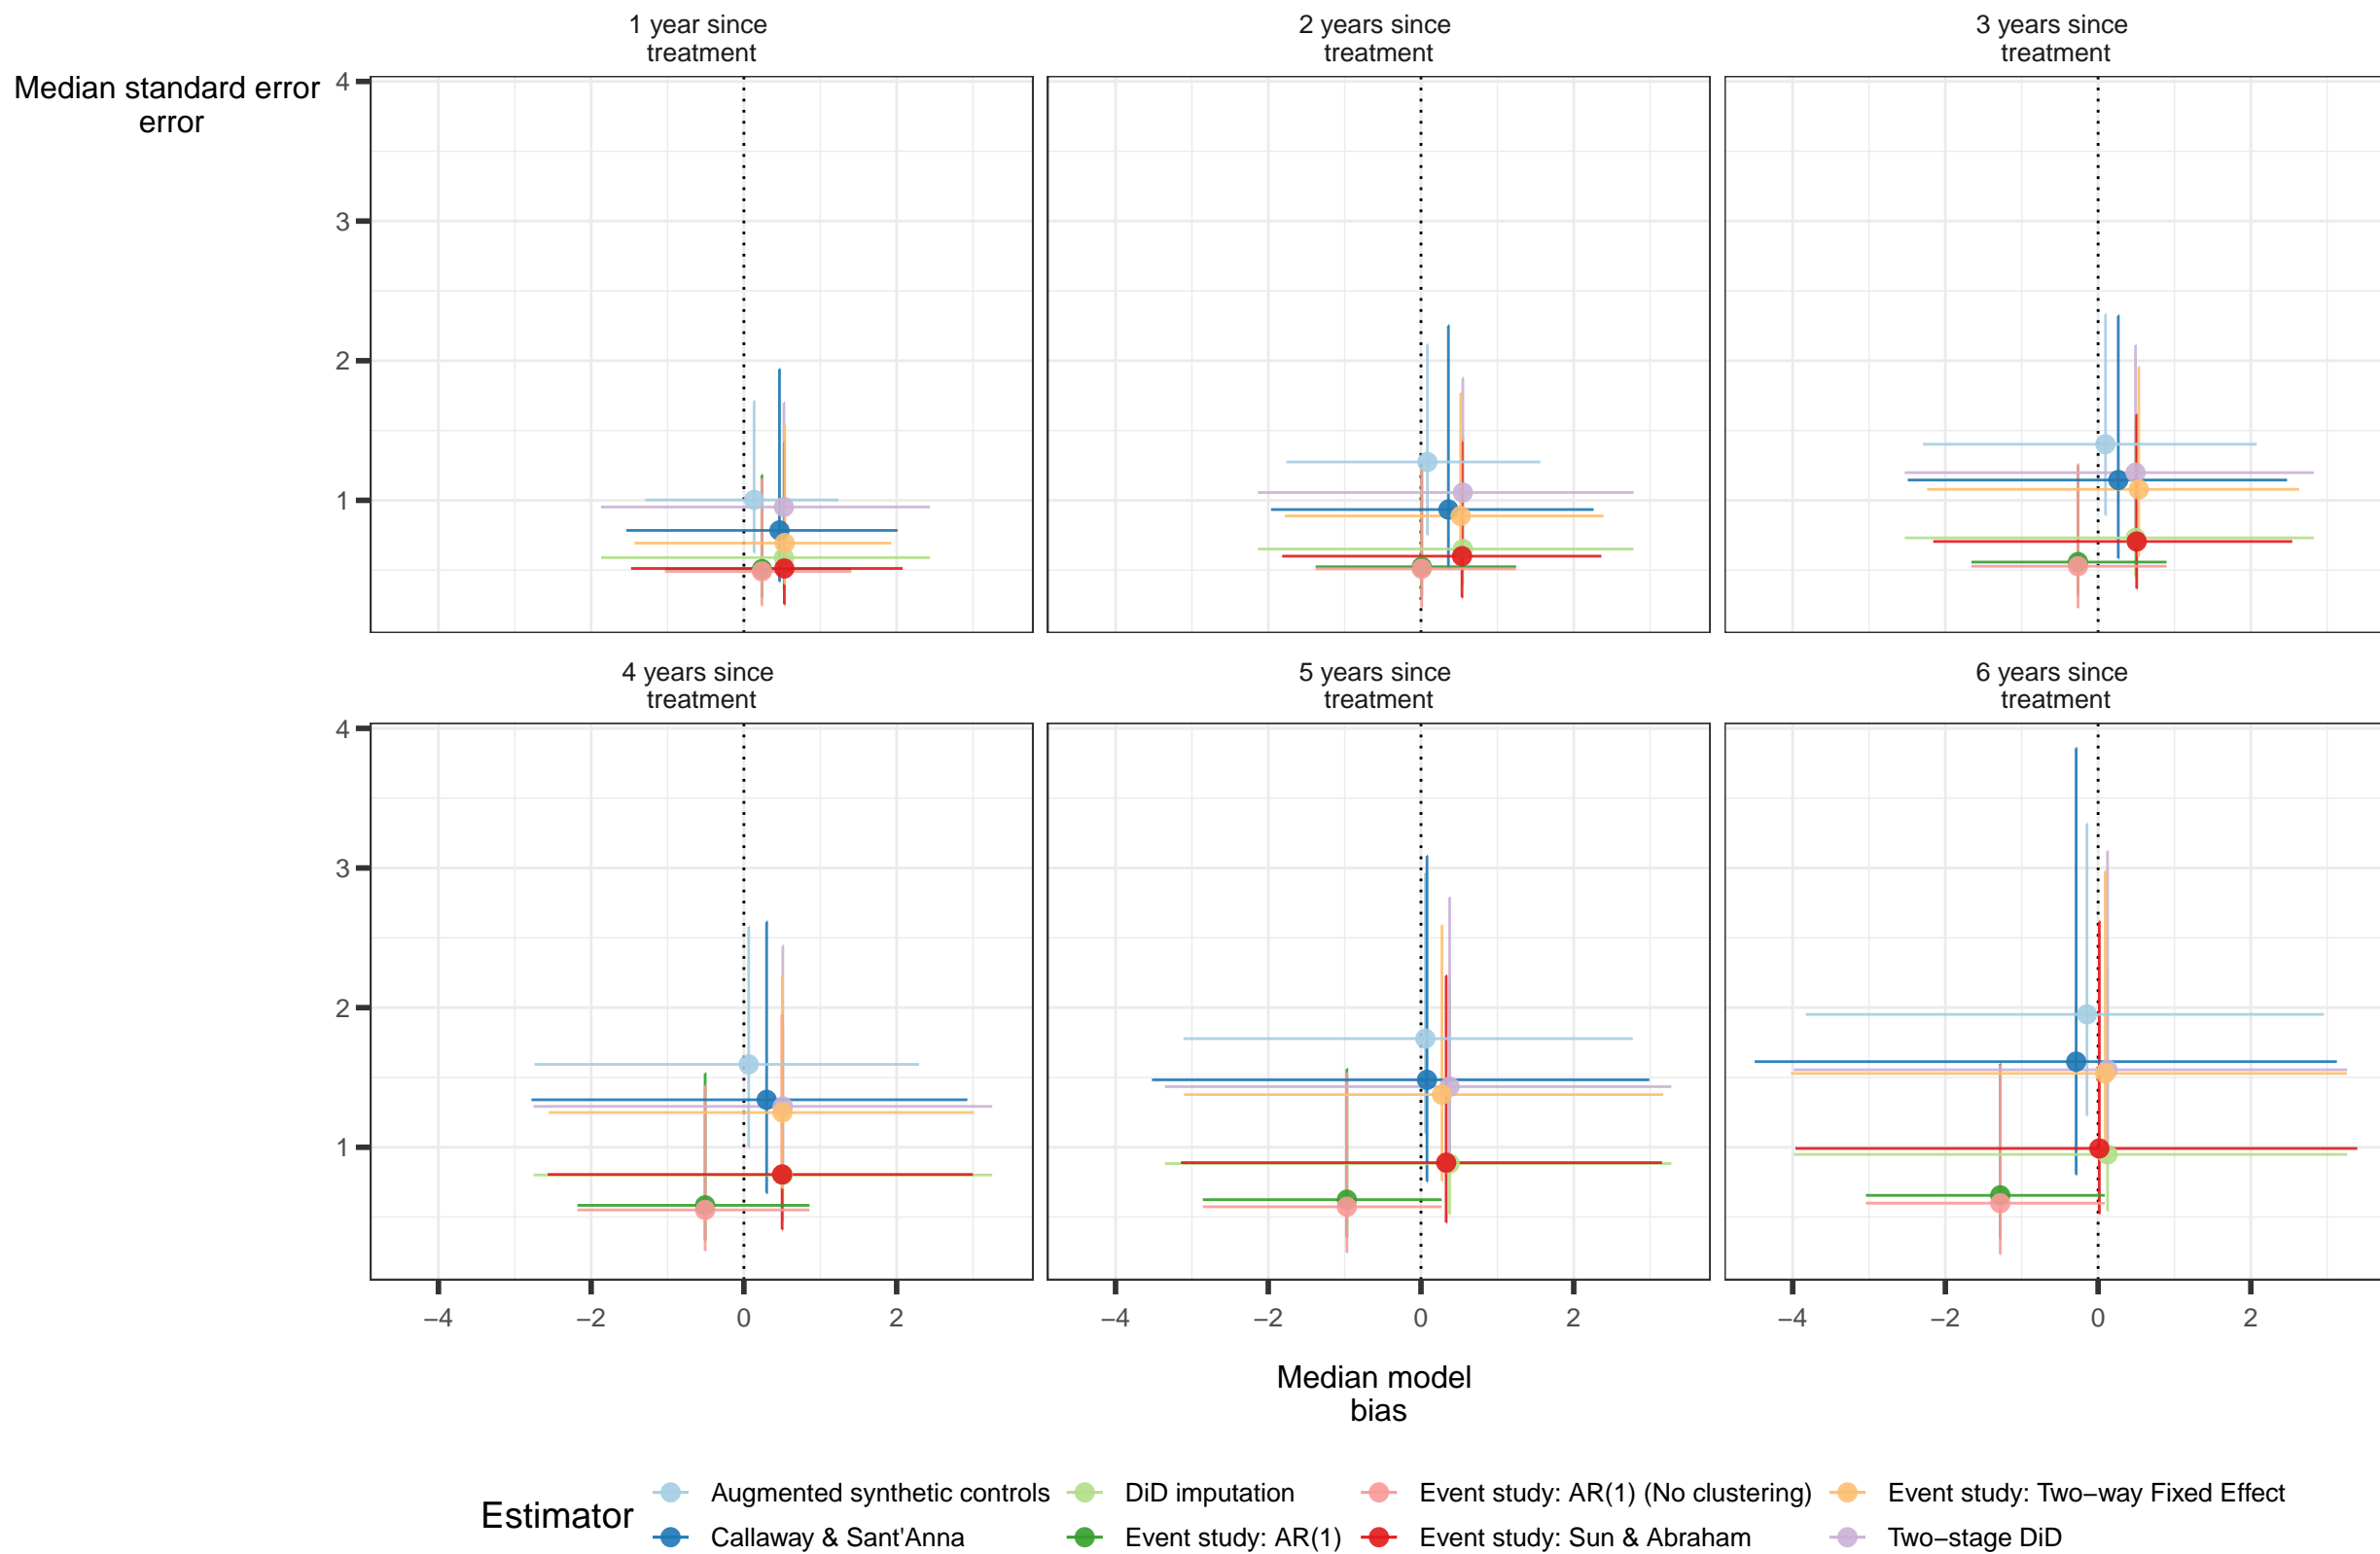 1 year since
treatment
2 years since
treatment
3 years since
treatment
Median standard error
error
4
3
2
1
4 years since
treatment
5 years since
treatment
6 years since
treatment
4
3
2
1
−4 −2 0 2
−4 −2 0 2
−4 −2 0 2
Median model
bias
Estimator
Augmented synthetic controls
Callaway & Sant'Anna
DiD imputation
Event study: AR(1)
Event study: AR(1) (No clustering)
Event study: Sun & Abraham
Event study: Two−way Fixed Effect
Two−stage DiD